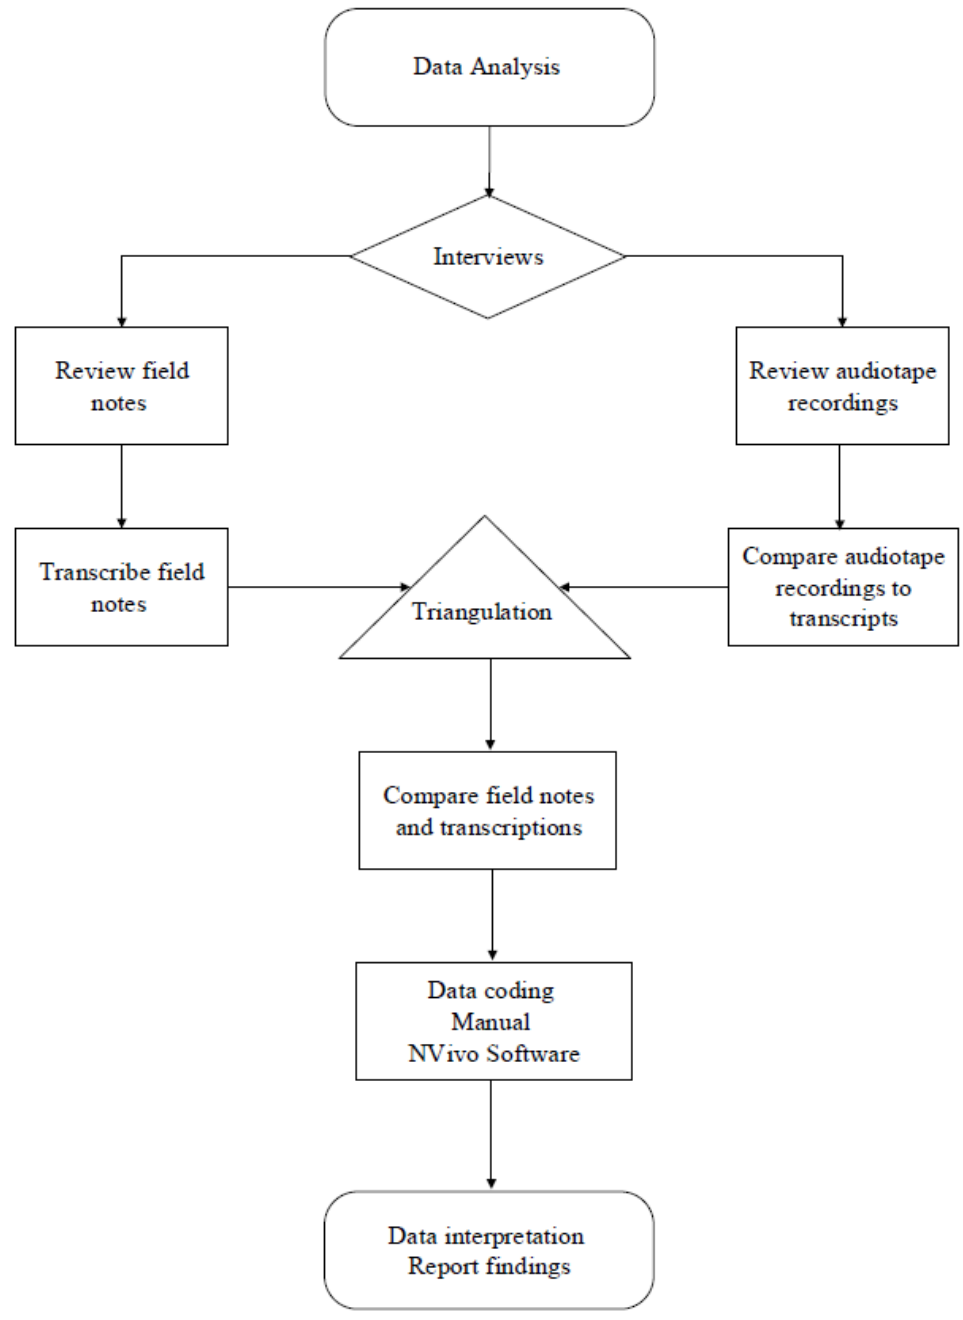 Data Analysis
Interviews
Review field
notes
Review audiotape
recordings
Transcribe field
notes
Triangulation
Compare audiotape
recordings to
transcripts
Compare field notes
and transcriptions
Data coding
Manual
NVivo Software
Data interpretation
Report findings